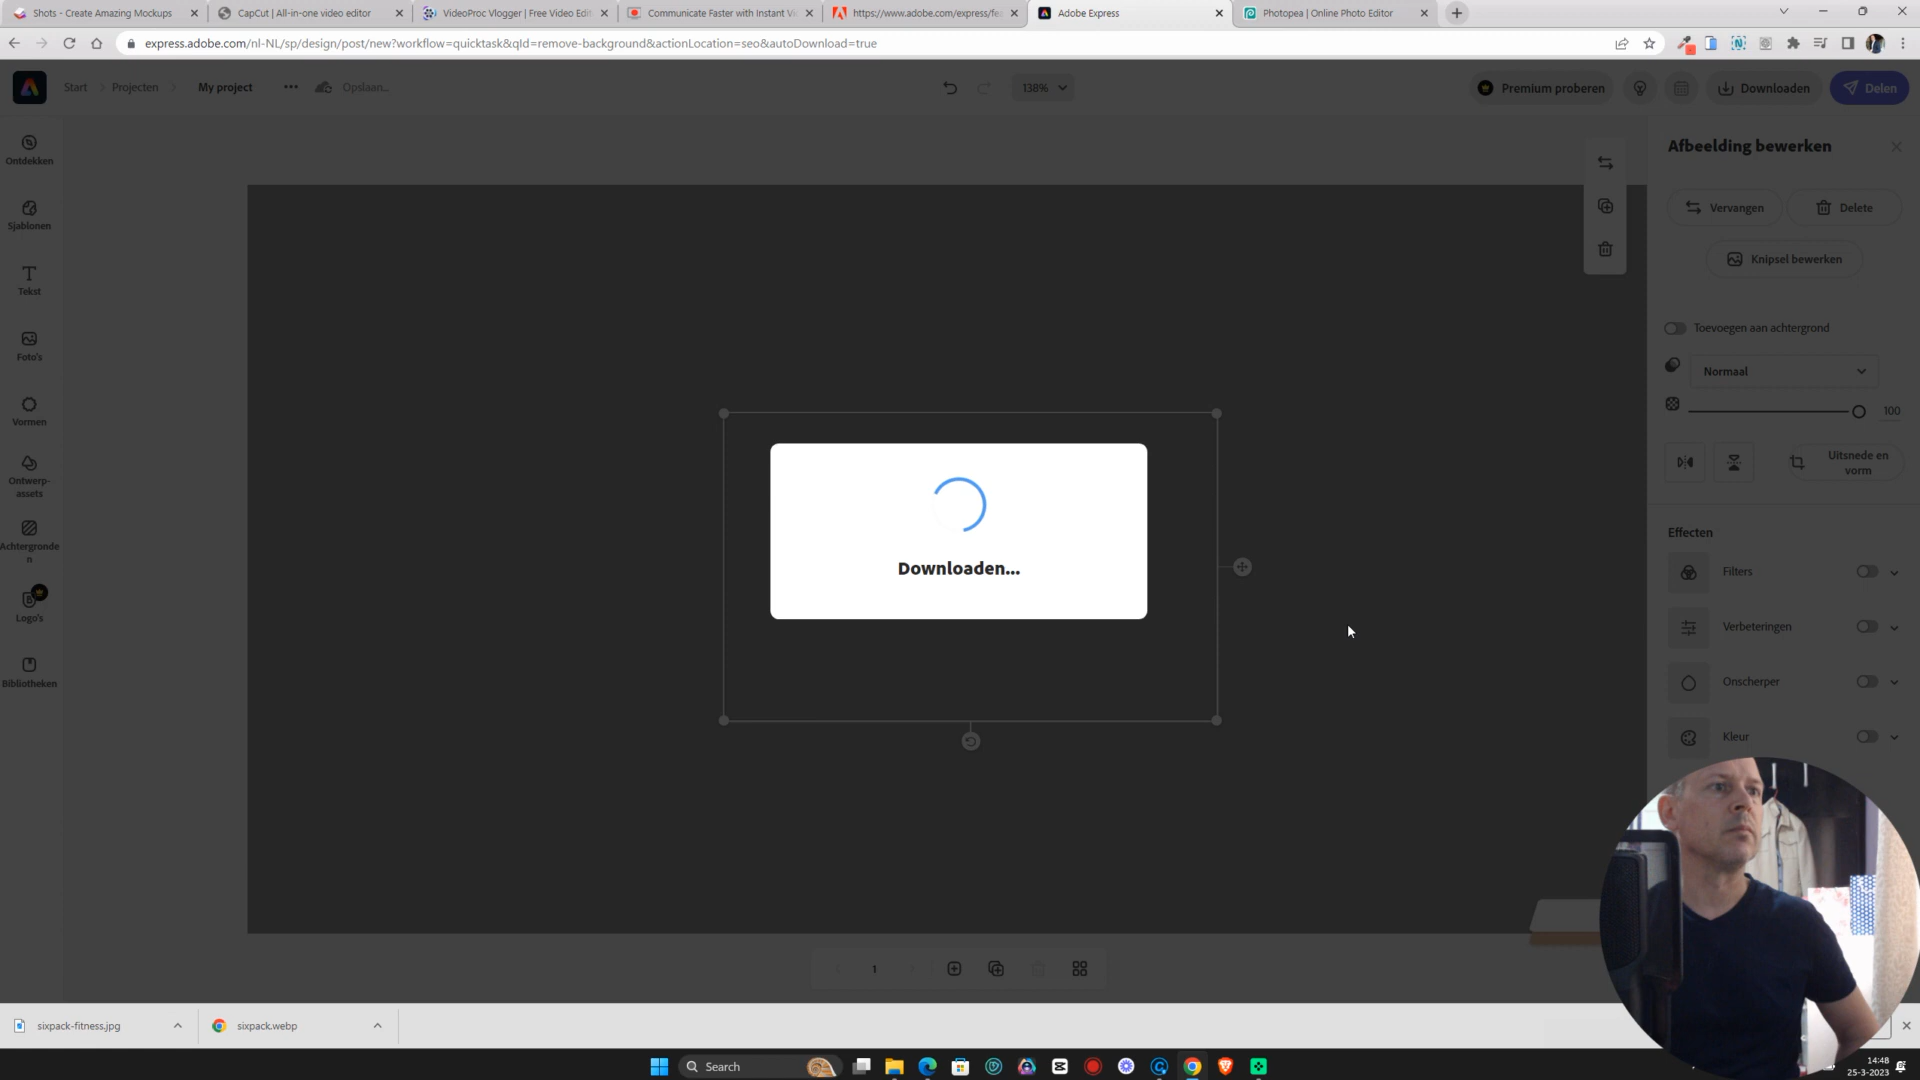 Shots - Create Amazing Mockups
CapCut | All-in-one video editor
VideoProc Vlogger | Free Video Edi
Communicate Faster with Instant Vi
https://www.adobe.com/express/fea
Adobe Express
Photopea | Online Photo Editor
express.adobe.com/nl-NL/sp/design/post/new?workflow=quicktask&qId=remove-background&actionLocation=seo&autoDownload=true
Start
Projecten
My project
Opslaan...
138%
Premium proberen
Downloaden
Delen
Ontdekken
Sjablonen
Tekst
Foto's
Vormen
Ontwerp-
assets
Achtergronde
n
Logo's
Bibliotheken
Downloaden...
1
Afbeelding bewerken
Vervangen
Delete
Knipsel bewerken
Toevoegen aan achtergrond
Normaal
100
Uitsnede en
vorm
Effecten
Filters
Verbeteringen
Onscherper
Kleur
sixpack-fitness.jpg
sixpack.webp
Search
14:48
25-3-2023